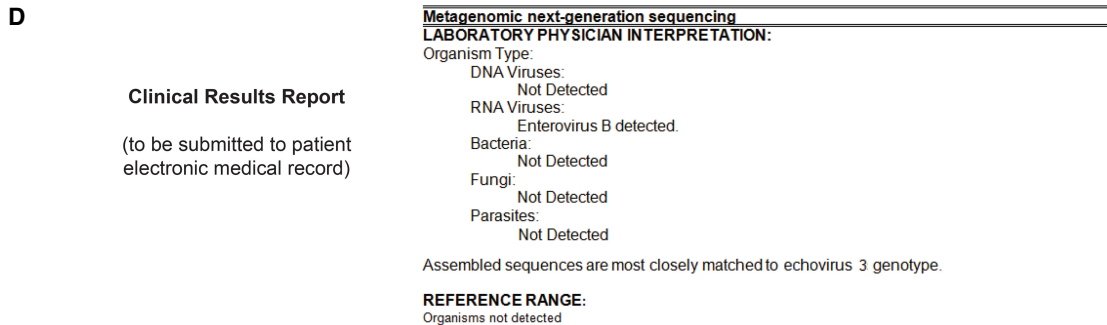 D
Clinical Results Report
(to be submitted to patient
electronic medical record)
Metagenomic next-generation sequencing
LABORATORY PHYSICIAN INTERPRETATION:
Organism Type:
DNA Viruses:
Not Detected
RNA Viruses:
Enterovirus B detected.
Bacteria:
Not Detected
Fungi:
Not Detected
Parasites:
Not Detected
Assembled sequences are most closely matched to echovirus 3 genotype.
REFERENCE RANGE:
Organisms not detected